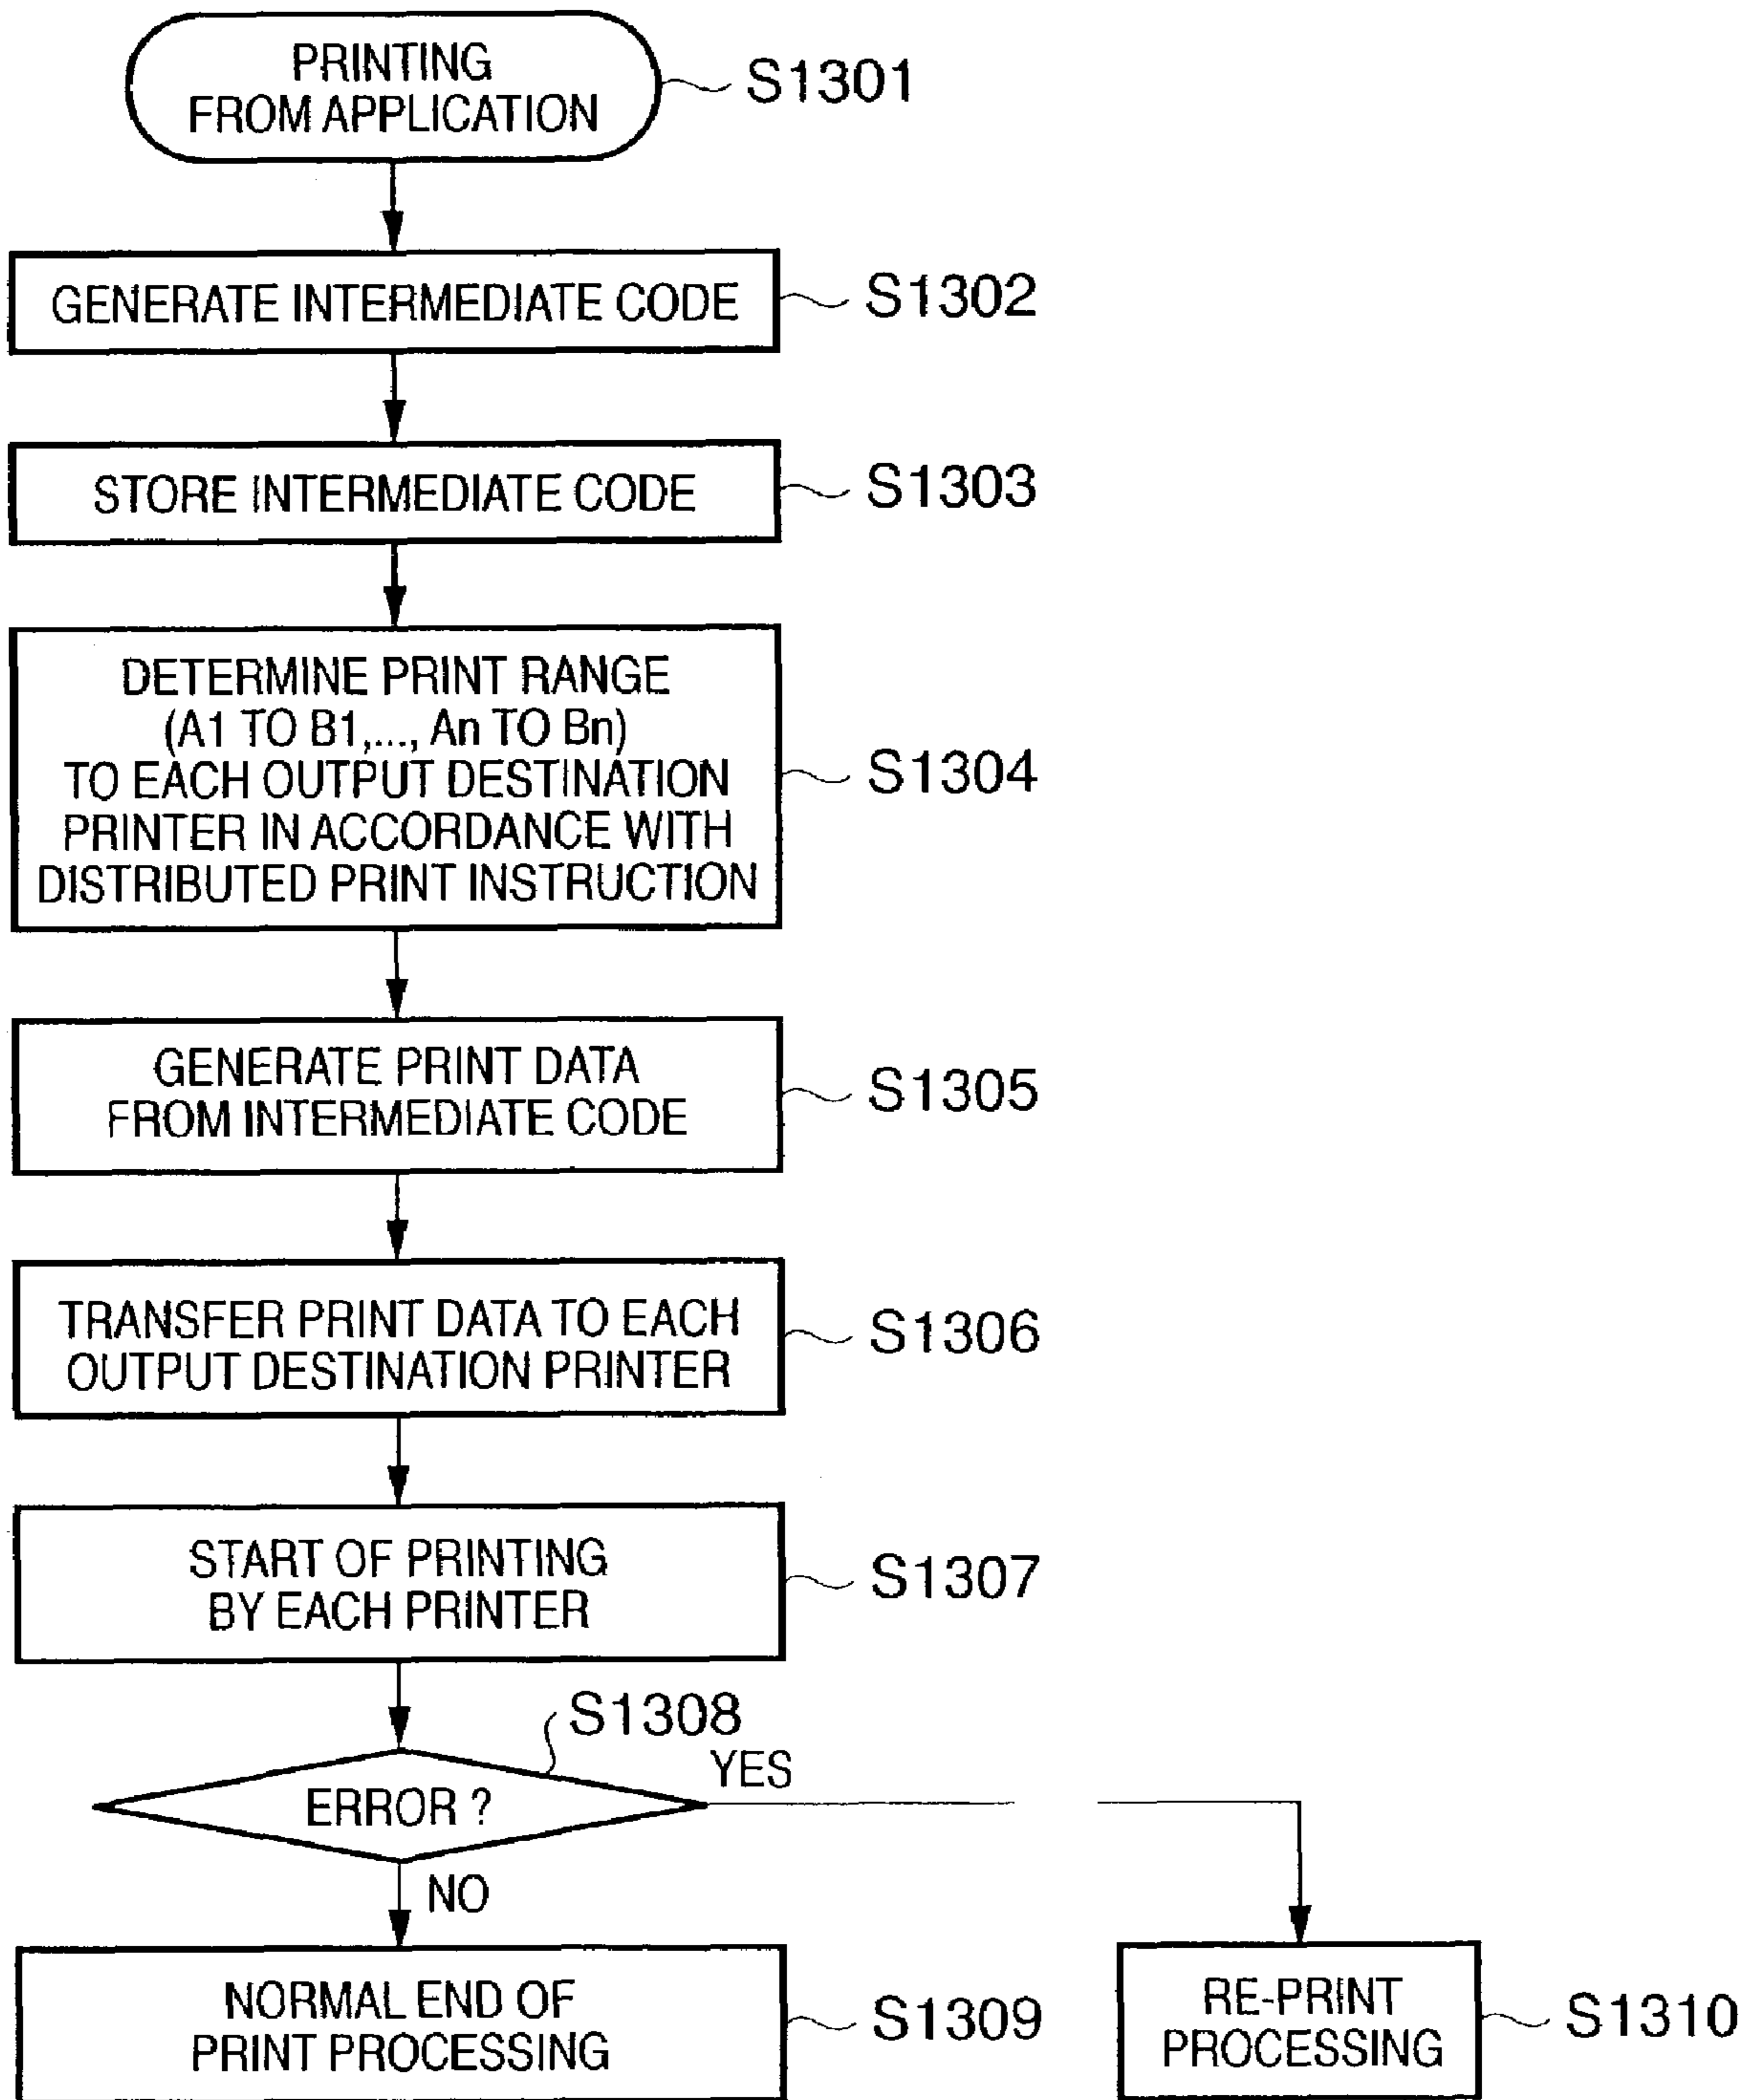 PRINTING
FROM APPLICATION
S1301
GENERATE INTERMEDIATE CODE
S1302
STORE INTERMEDIATE CODE
S1303
DETERMINE PRINT RANGE
(A1 TO B1,..., An TO Bn)
TO EACH OUTPUT DESTINATION
PRINTER IN ACCORDANCE WITH
DISTRIBUTED PRINT INSTRUCTION
S1304
GENERATE PRINT DATA
FROM INTERMEDIATE CODE
S1305
TRANSFER PRINT DATA TO EACH
OUTPUT DESTINATION PRINTER
S1306
START OF PRINTING
BY EACH PRINTER
S1307
S1308
ERROR ?
YES
NO
NORMAL END OF
PRINT PROCESSING
S1309
RE-PRINT
PROCESSING
S1310